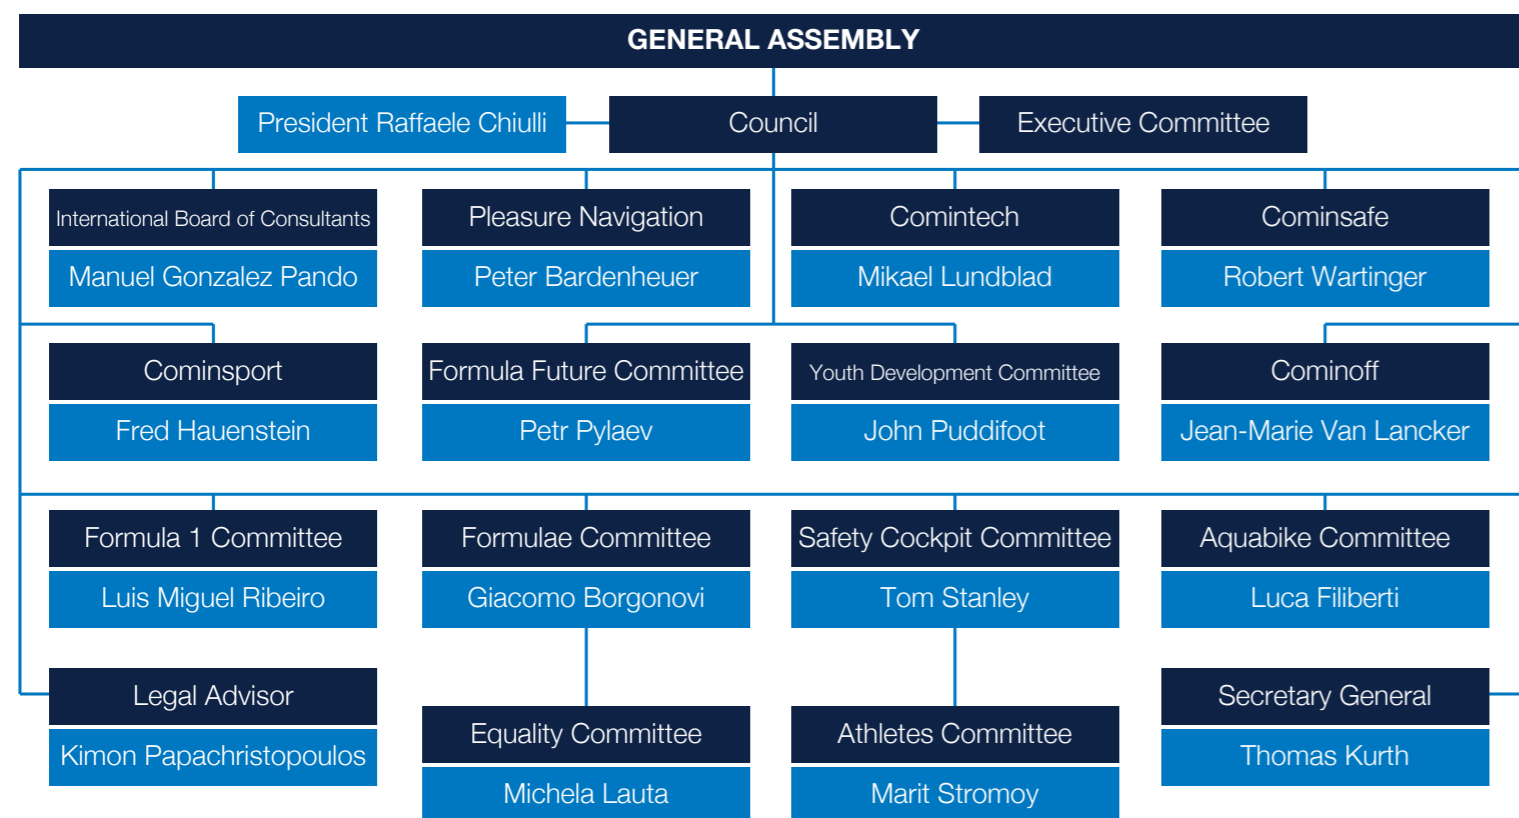 GENERAL ASSEMBLY
President Raffaele Chiulli
Council
Executive Committee
International Board of Consultants
Manuel Gonzalez Pando
Pleasure Navigation
Peter Bardenheuer
Comintech
Mikael Lundblad
Cominsafe
Robert Wartinger
Cominsport
Fred Hauenstein
Formula Future Committee
Petr Pylaev
Youth Development Committee
John Puddifoot
Cominoff
Jean-Marie Van Lancker
Formula 1 Committee
Luis Miguel Ribeiro
Formulae Committee
Giacomo Borgonovi
Safety Cockpit Committee
Tom Stanley
Aquabike Committee
Luca Filiberti
Legal Advisor
Kimon Papachristopoulos
Equality Committee
Michela Lauta
Athletes Committee
Marit Stromoy
Secretary General
Thomas Kurth